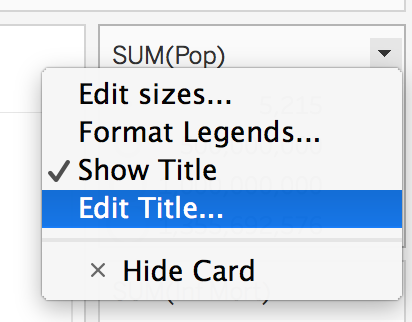 SUM(Pop)
Edit sizes...
Format Legends...
Show Title
Edit Title...
Hide Card